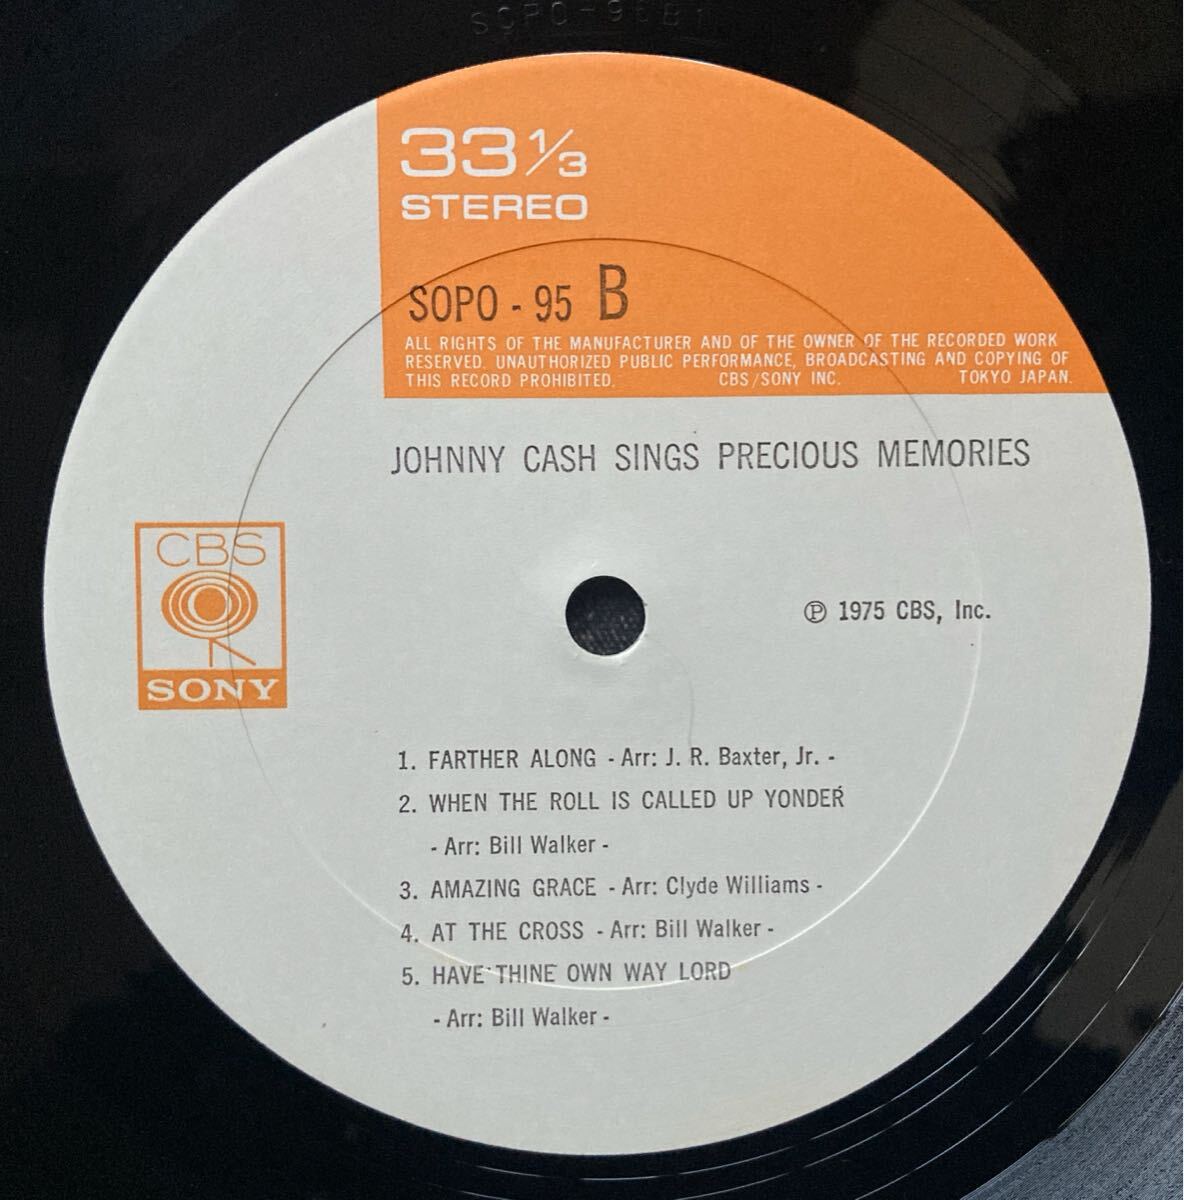 SOPO-95B1
33 1/3
STEREO
SOPO - 95 B
ALL RIGHTS OF THE MANUFACTURER AND OF THE OWNER OF THE RECORDED WORK
RESERVED. UNAUTHORIZED PUBLIC PERFORMANCE, BROADCASTING AND COPYING OF
THIS RECORD PROHIBITED. CBS/SONY INC. TOKYO JAPAN.
JOHNNY CASH SINGS PRECIOUS MEMORIES
CBS
SONY
℗ 1975 CBS, Inc.
1. FARTHER ALONG - Arr: J. R. Baxter, Jr. -
2. WHEN THE ROLL IS CALLED UP YONDER
- Arr: Bill Walker -
3. AMAZING GRACE - Arr: Clyde Williams -
4. AT THE CROSS - Arr: Bill Walker -
5. HAVE THINE OWN WAY LORD
- Arr: Bill Walker -